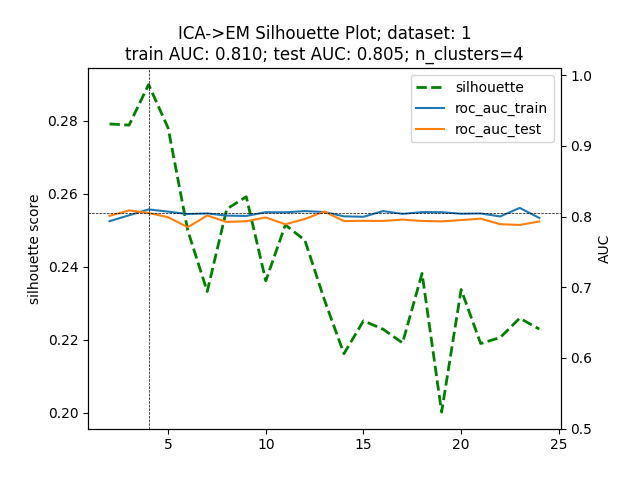 ICA->EM Silhouette Plot; dataset: 1
train AUC: 0.810; test AUC: 0.805; n_clusters=4
silhouette
roc_auc_train
roc_auc_test
silhouette score
0.28
0.26
0.24
0.22
0.20
1.0
0.9
0.8
0.7
0.6
0.5
AUC
5
10
15
20
25